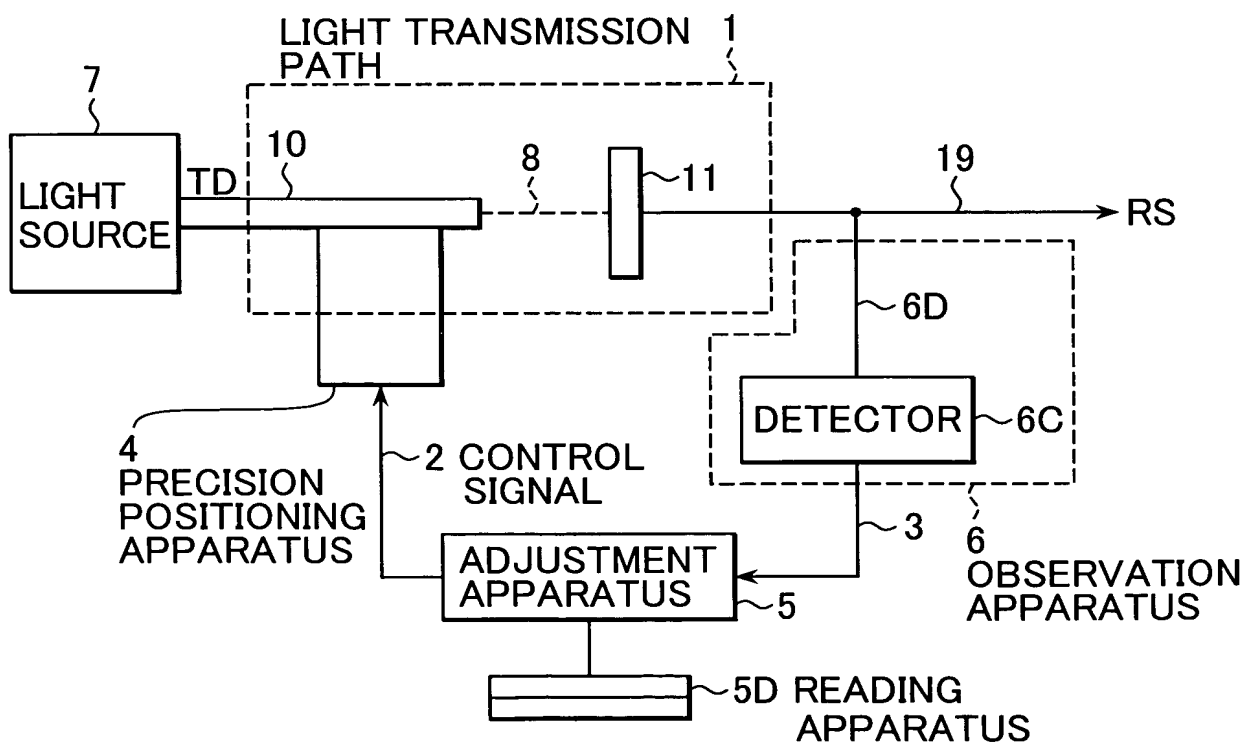 LIGHT TRANSMISSION
PATH
1
7
LIGHT
SOURCE
TD
10
8
11
19
RS
6D
DETECTOR
6C
4
PRECISION
POSITIONING
APPARATUS
2 CONTROL
SIGNAL
3
6
OBSERVATION
APPARATUS
ADJUSTMENT
APPARATUS
5
5D READING
APPARATUS